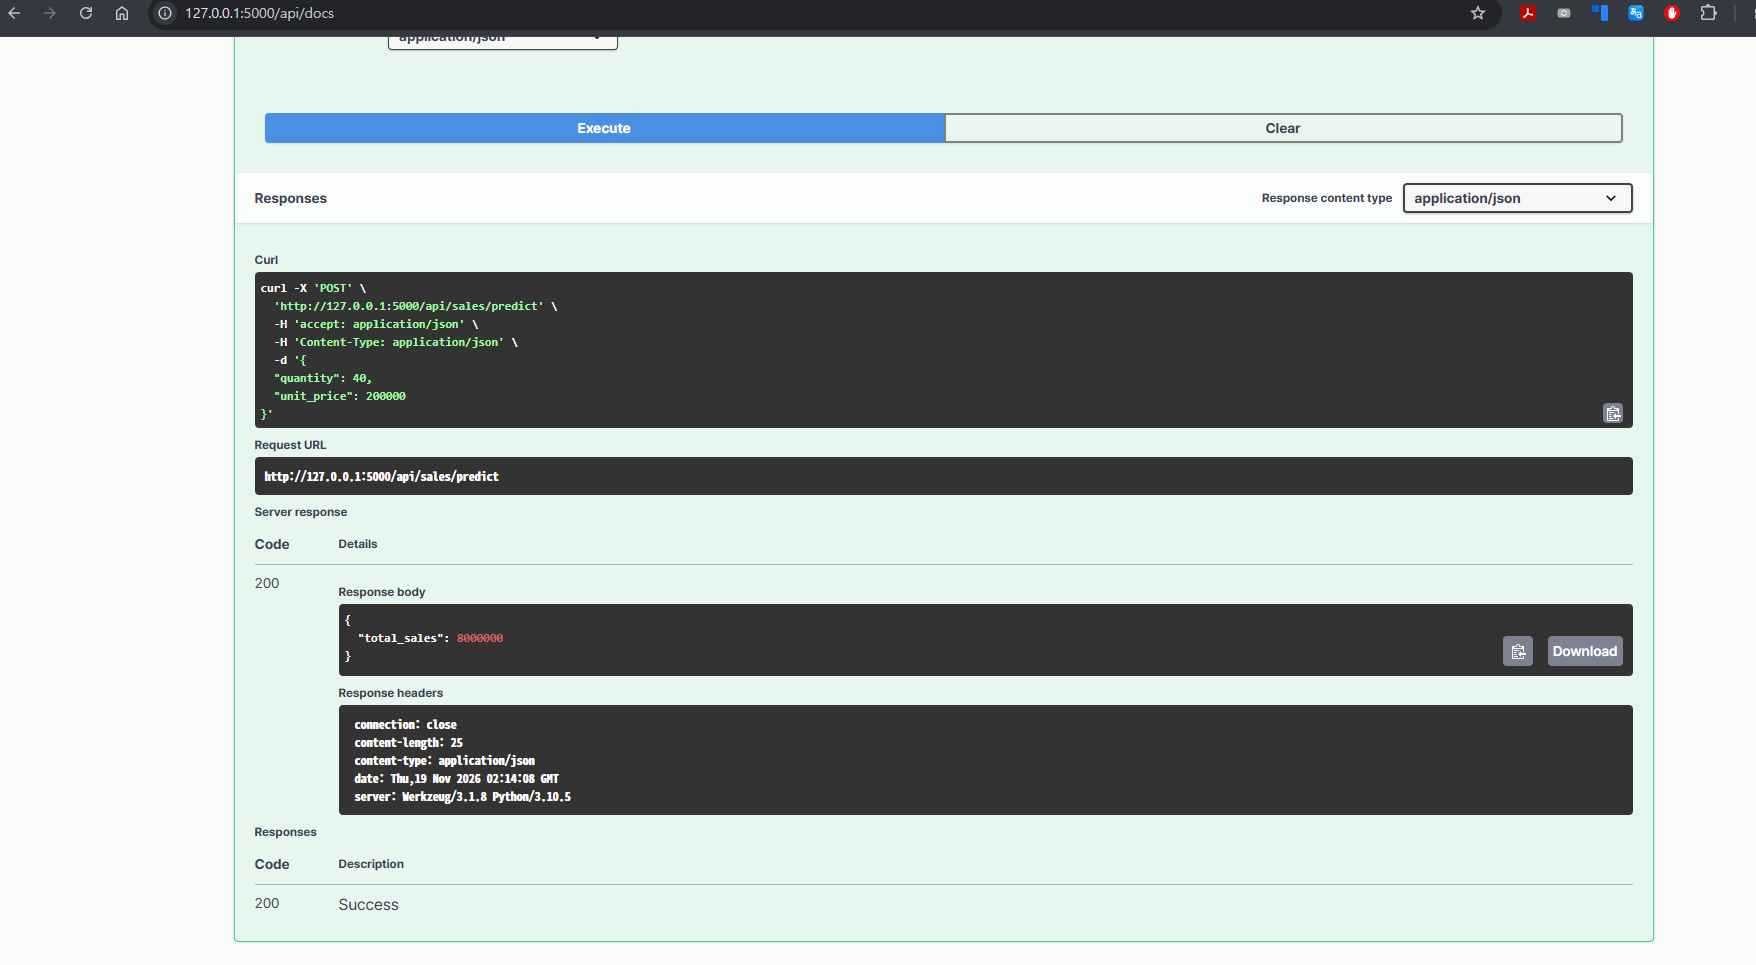 127.0.0.1:5000/api/docs
application/json
Execute
Clear
Responses
Response content type
application/json
Curl
curl -X 'POST' \
'http://127.0.0.1:5000/api/sales/predict' \
-H 'accept: application/json' \
-H 'Content-Type: application/json' \
-d '{
"quantity": 40,
"unit_price": 200000
}'
Request URL
http://127.0.0.1:5000/api/sales/predict
Server response
Code
Details
200
Response body
{
"total_sales": 8000000
}
Download
Response headers
connection: close
content-length: 25
content-type: application/json
date: Thu,19 Nov 2026 02:14:08 GMT
server: Werkzeug/3.1.8 Python/3.10.5
Responses
Code
Description
200
Success